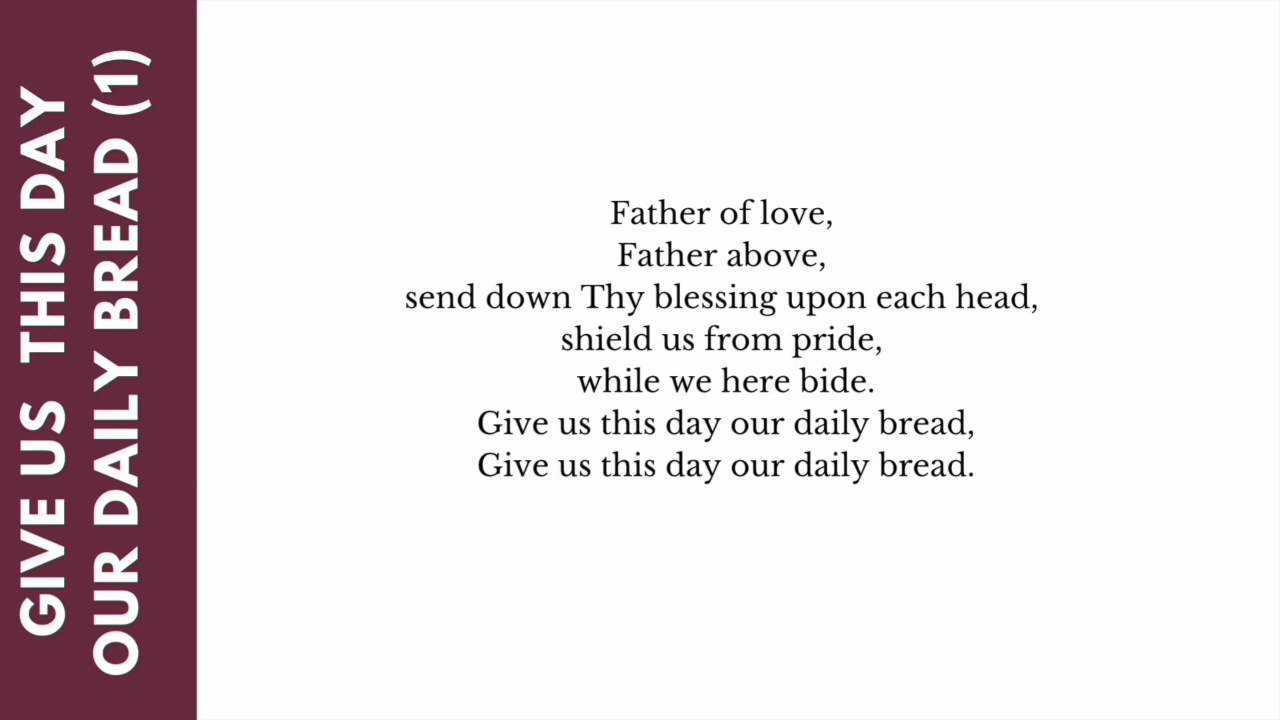 GIVE US THIS DAY
OUR DAILY BREAD (1)
Father of love,
Father above,
send down Thy blessing upon each head,
shield us from pride,
while we here bide.
Give us this day our daily bread,
Give us this day our daily bread.